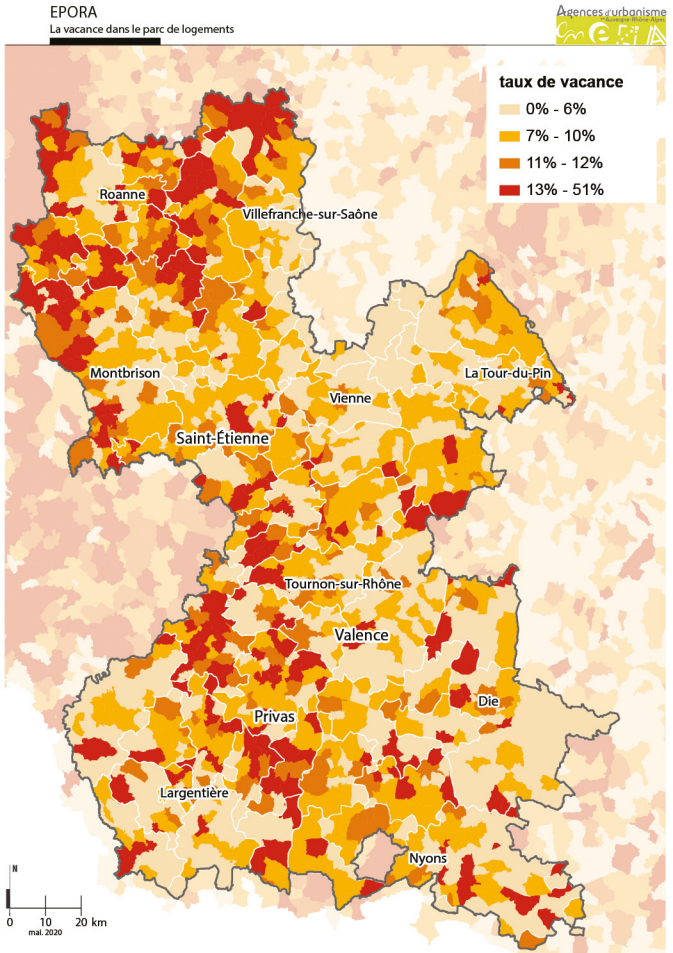 EPORA
La vacance dans le parc de logements
Agences d'urbanisme
Auvergne-Rhône-Alpes
taux de vacance
0% - 6%
7% - 10%
11% - 12%
13% - 51%
Roanne
Villefranche-sur-Saône
Montbrison
La Tour-du-Pin
Vienne
Saint-Étienne
Tournon-sur-Rhône
Valence
Die
Privas
Largentière
Nyons
N
0 10 20 km
mai. 2020